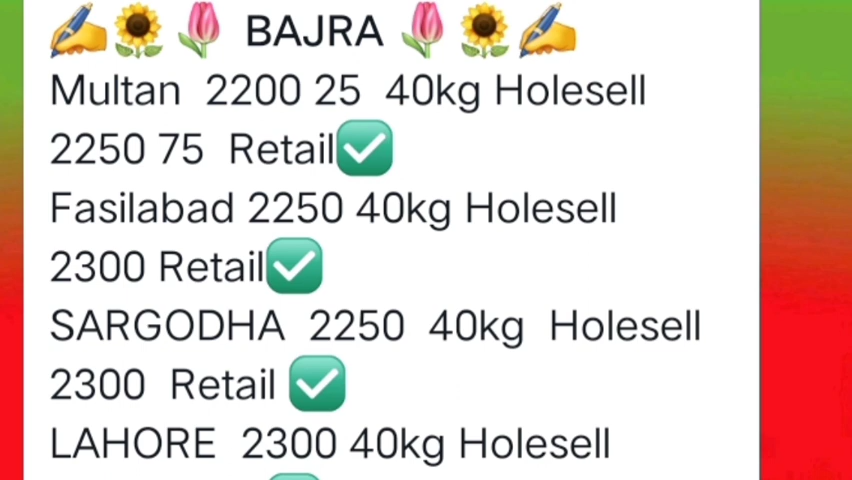 ✍️🌻🌷 BAJRA 🌷🌻✍️
Multan 2200 25 40kg Holesell
2250 75 Retail✅
Fasilabad 2250 40kg Holesell
2300 Retail✅
SARGODHA 2250 40kg Holesell
2300 Retail ✅
LAHORE 2300 40kg Holesell